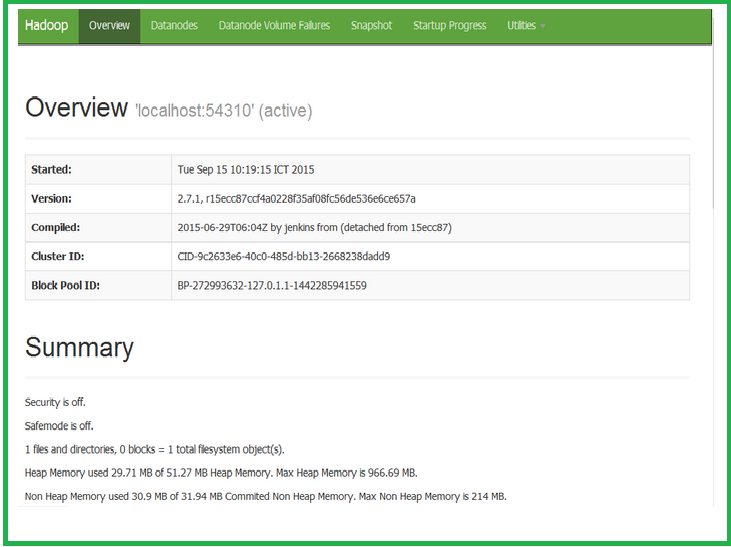 Hadoop Overview Datanodes Datanode Volume Failures Snapshot Startup Progress Utilities
Overview 'localhost:54310' (active)
Started: Tue Sep 15 10:19:15 ICT 2015
Version: 2.7.1, r15ecc87ccf4a0228f35af08fc56de536e6ce657a
Compiled: 2015-06-29T06:04Z by jenkins from (detached from 15ecc87)
Cluster ID: CID-9c2633e6-40c0-485d-bb13-2668238dadd9
Block Pool ID: BP-272993632-127.0.1.1-1442285941559
Summary
Security is off.
Safemode is off.
1 files and directories, 0 blocks = 1 total filesystem object(s).
Heap Memory used 29.71 MB of 51.27 MB Heap Memory. Max Heap Memory is 966.69 MB.
Non Heap Memory used 30.9 MB of 31.94 MB Commited Non Heap Memory. Max Non Heap Memory is 214 MB.